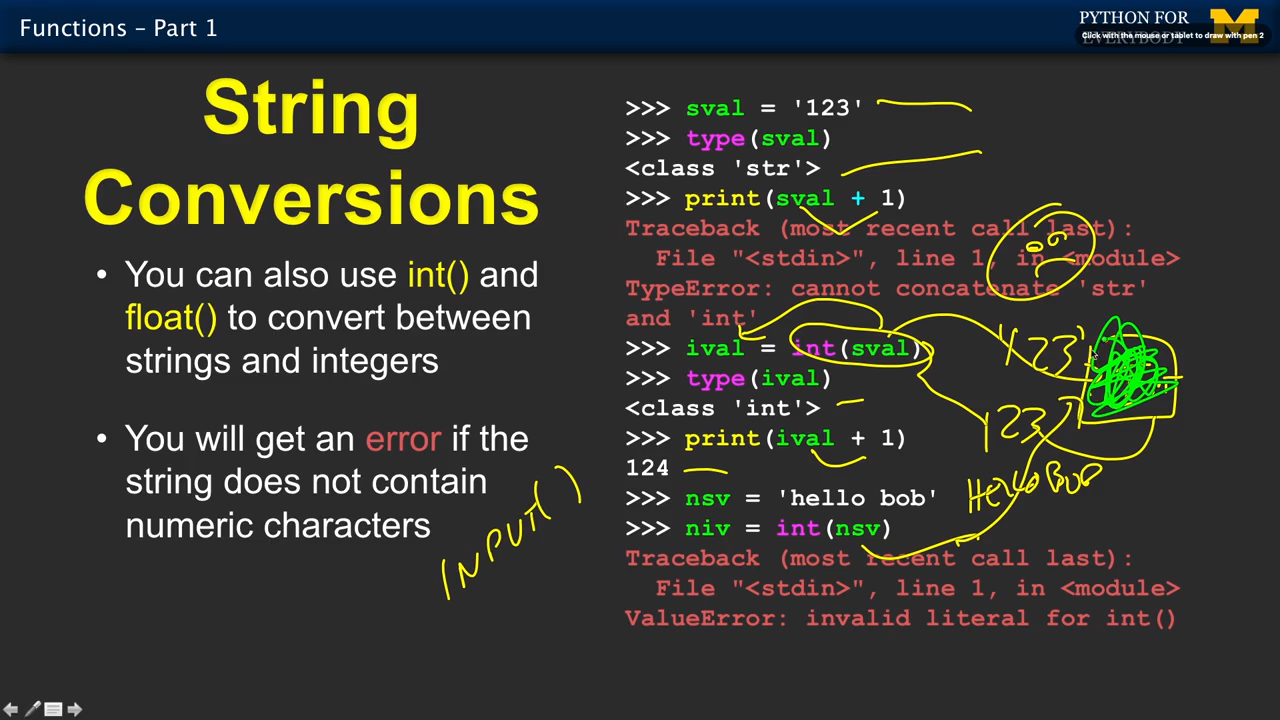 Functions – Part 1
PYTHON FOR
EVERYBODY
Click with the mouse or tablet to draw with pen 2
String
Conversions
• You can also use int() and
float() to convert between
strings and integers
• You will get an error if the
string does not contain
numeric characters
INPUT()
>>> sval = '123'
>>> type(sval)
<class 'str'>
>>> print(sval + 1)
Traceback (most recent call last):
File "<stdin>", line 1, in <module>
TypeError: cannot concatenate 'str'
and 'int'
>>> ival = int(sval)
'123'
>>> type(ival)
<class 'int'>
123
>>> print(ival + 1)
124
>>> nsv = 'hello bob'
HELLO BOB
>>> niv = int(nsv)
Traceback (most recent call last):
File "<stdin>", line 1, in <module>
ValueError: invalid literal for int()